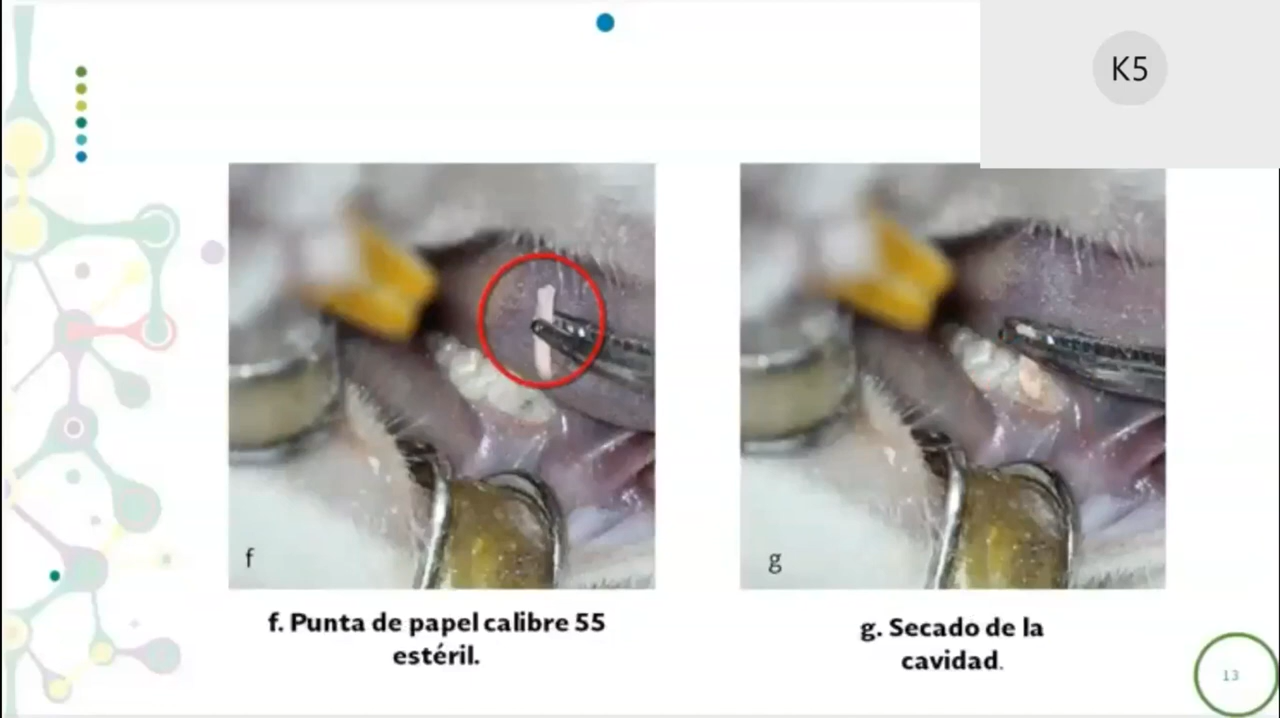 K5
f
g
f. Punta de papel calibre 55
estéril.
g. Secado de la
cavidad.
13